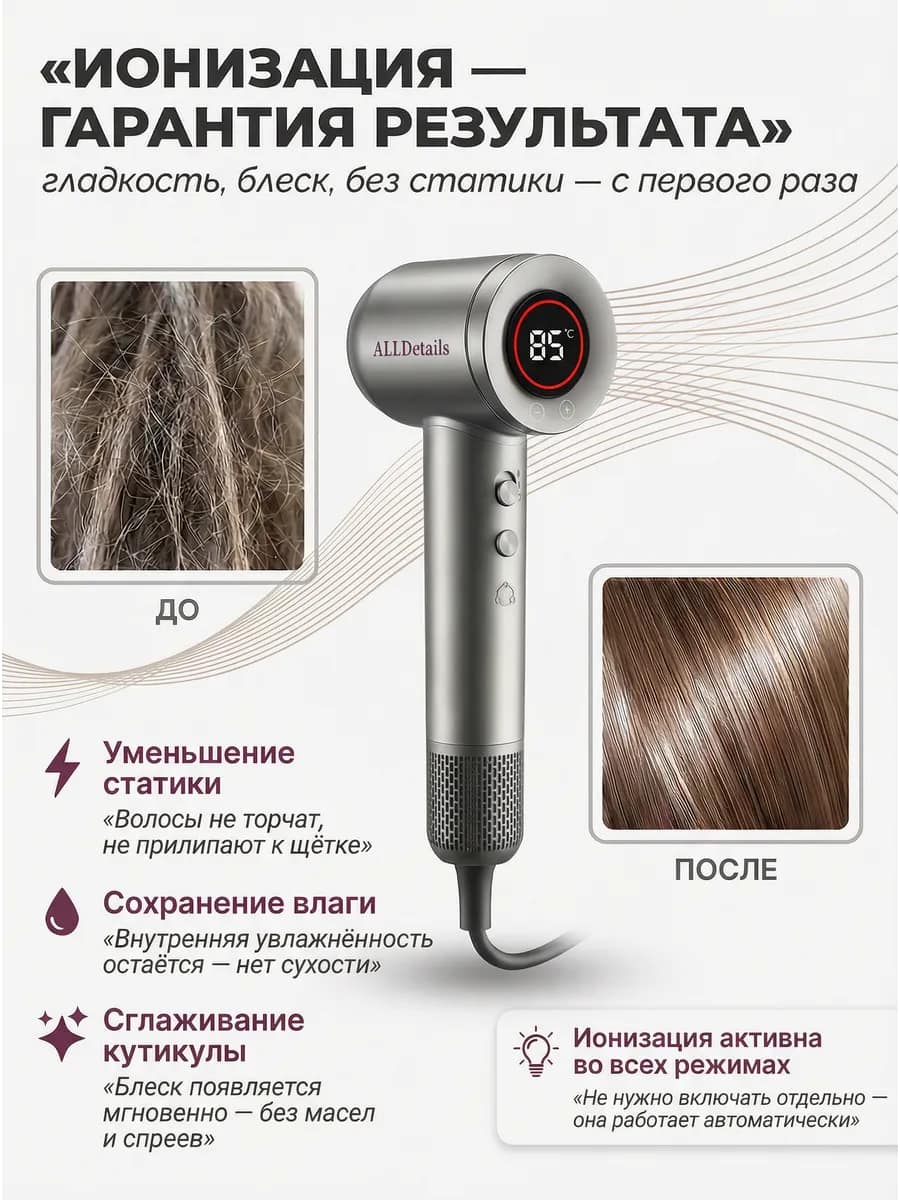 «ИОНИЗАЦИЯ —
ГАРАНТИЯ РЕЗУЛЬТАТА»
гладкость, блеск, без статики — с первого раза
ALLDetails
85°C
ДО
ПОСЛЕ
Уменьшение
статики
«Волосы не торчат,
не прилипают к щётке»
Сохранение влаги
«Внутренняя увлажнённость
остаётся — нет сухости»
Сглаживание
кутикулы
«Блеск появляется
мгновенно — без масел
и спреев»
Ионизация активна
во всех режимах
«Не нужно включать отдельно —
она работает автоматически»